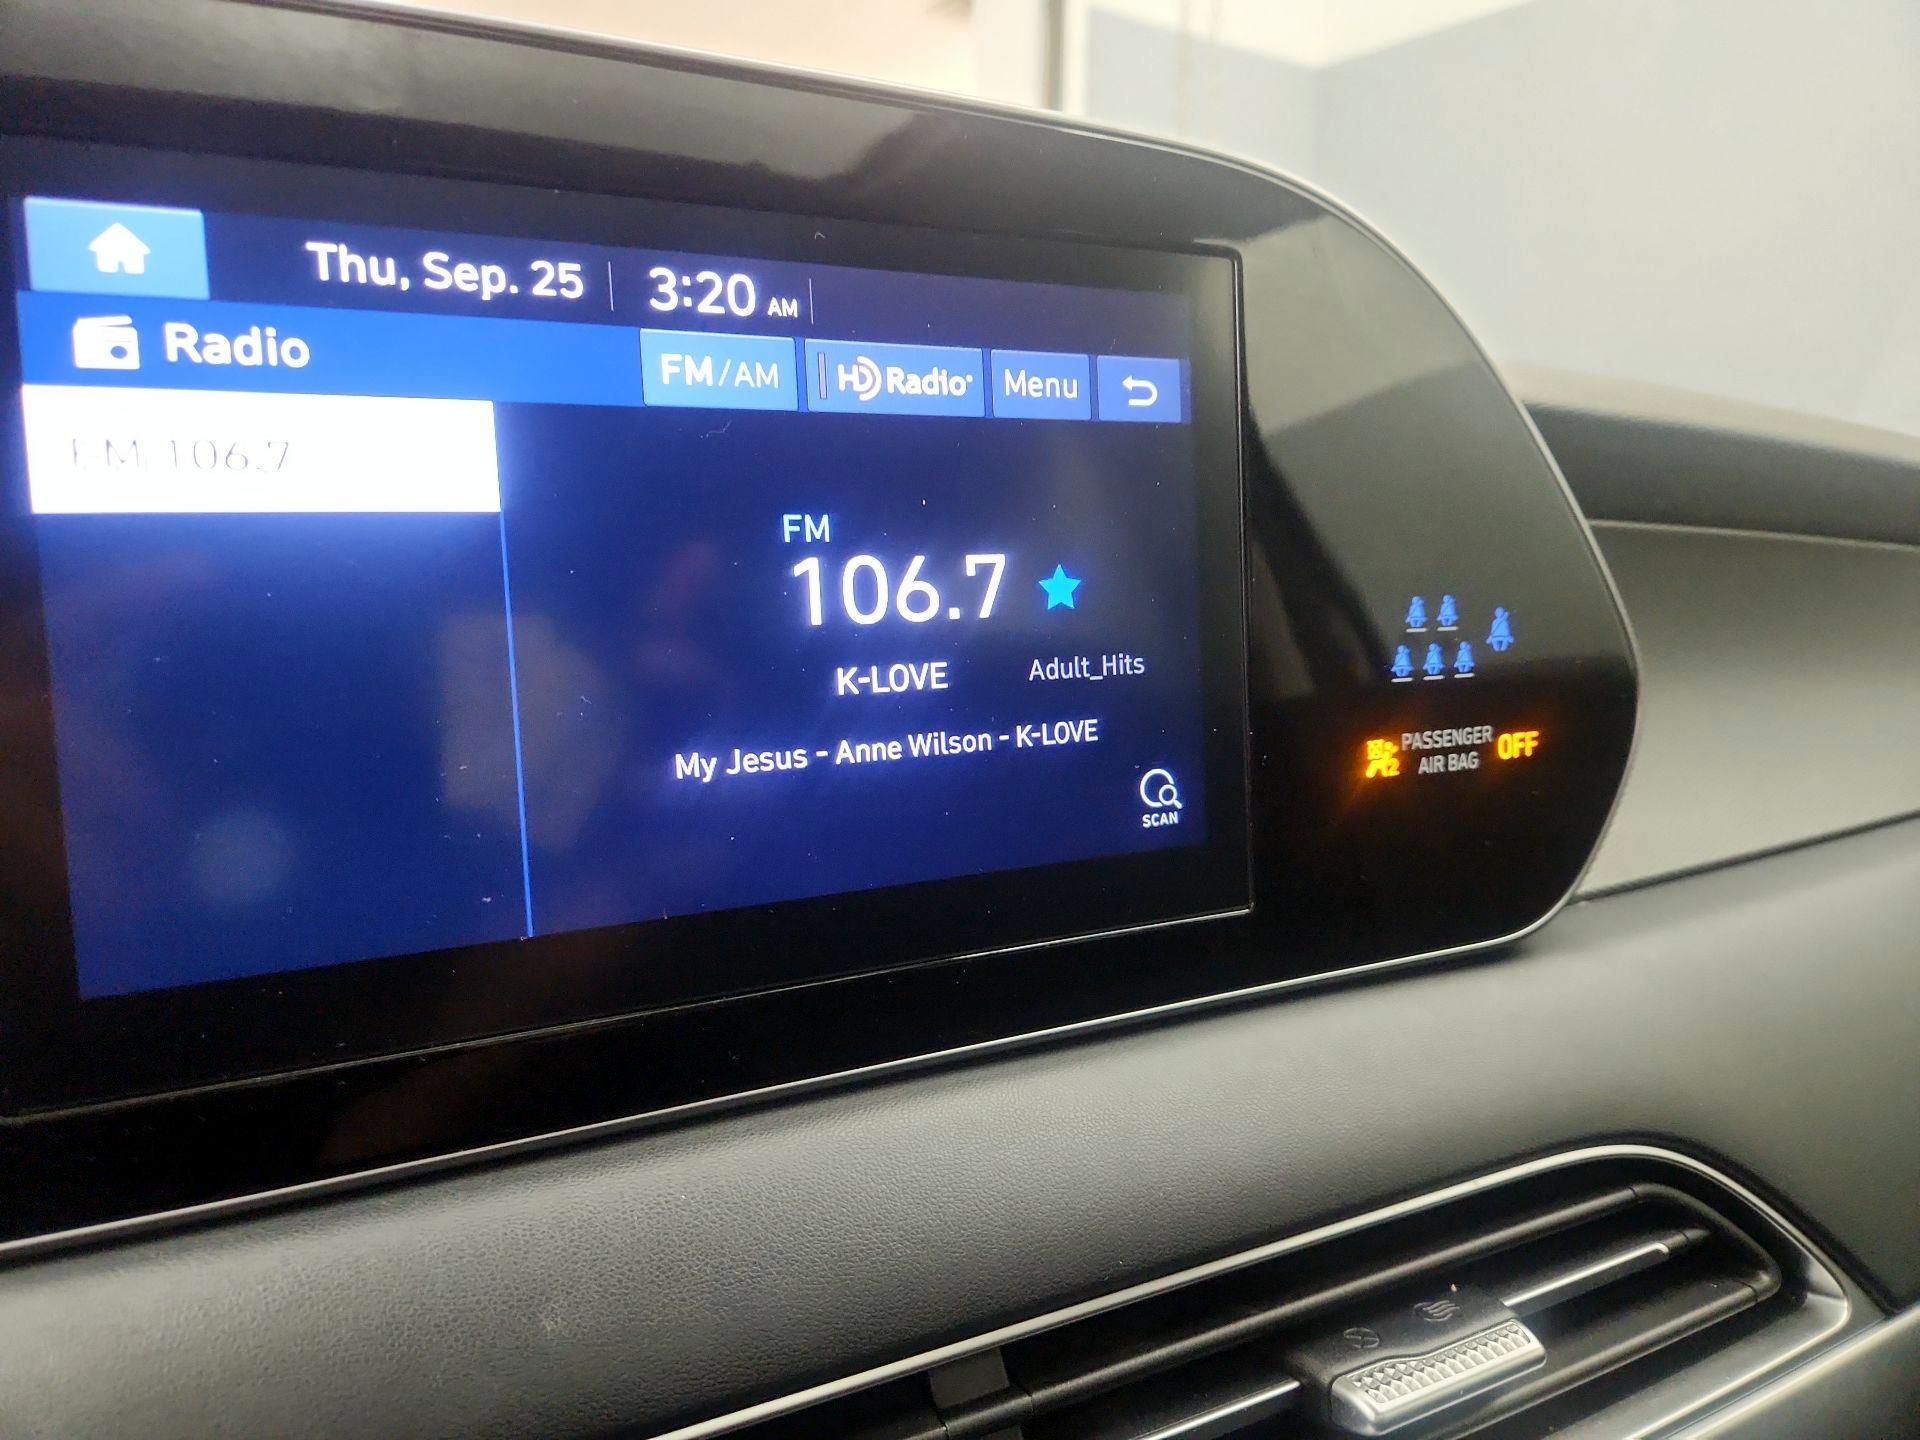 Thu, Sep. 25 3:20 AM
Radio FM/AM HD Radio® Menu
FM 106.7
FM
106.7
K-LOVE Adult_Hits
My Jesus - Anne Wilson - K-LOVE
SCAN
2 PASSENGER AIR BAG OFF